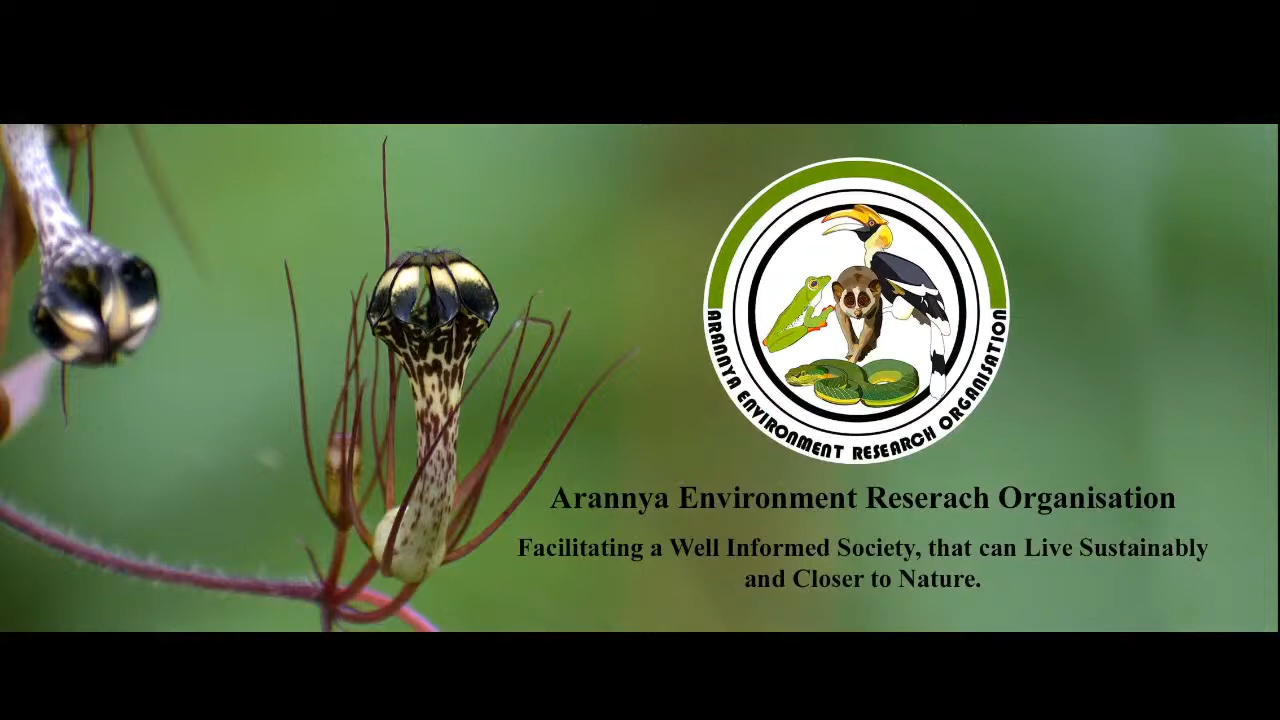 ARANNYA ENVIRONMENT RESEARCH ORGANISATION
Arannya Environment Reserach Organisation
Facilitating a Well Informed Society, that can Live Sustainably
and Closer to Nature.